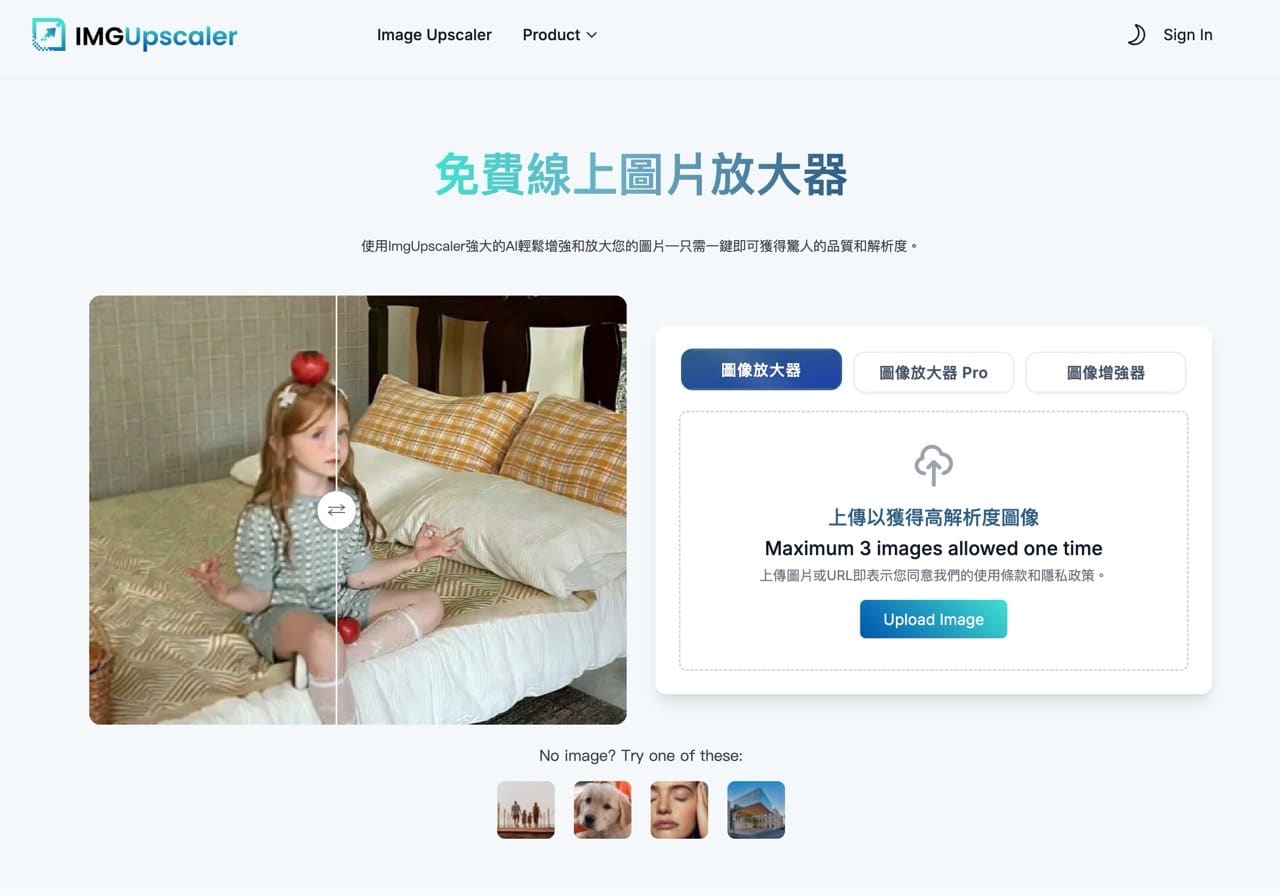 IMGUpscaler
Image Upscaler
Product
Sign In
免費線上圖片放大器
使用ImgUpscaler強大的AI輕鬆增強和放大您的圖片—只需一鍵即可獲得驚人的品質和解析度。
圖像放大器
圖像放大器 Pro
圖像增強器
上傳以獲得高解析度圖像
Maximum 3 images allowed one time
上傳圖片或URL即表示您同意我們的使用條款和隱私政策。
Upload Image
No image? Try one of these: